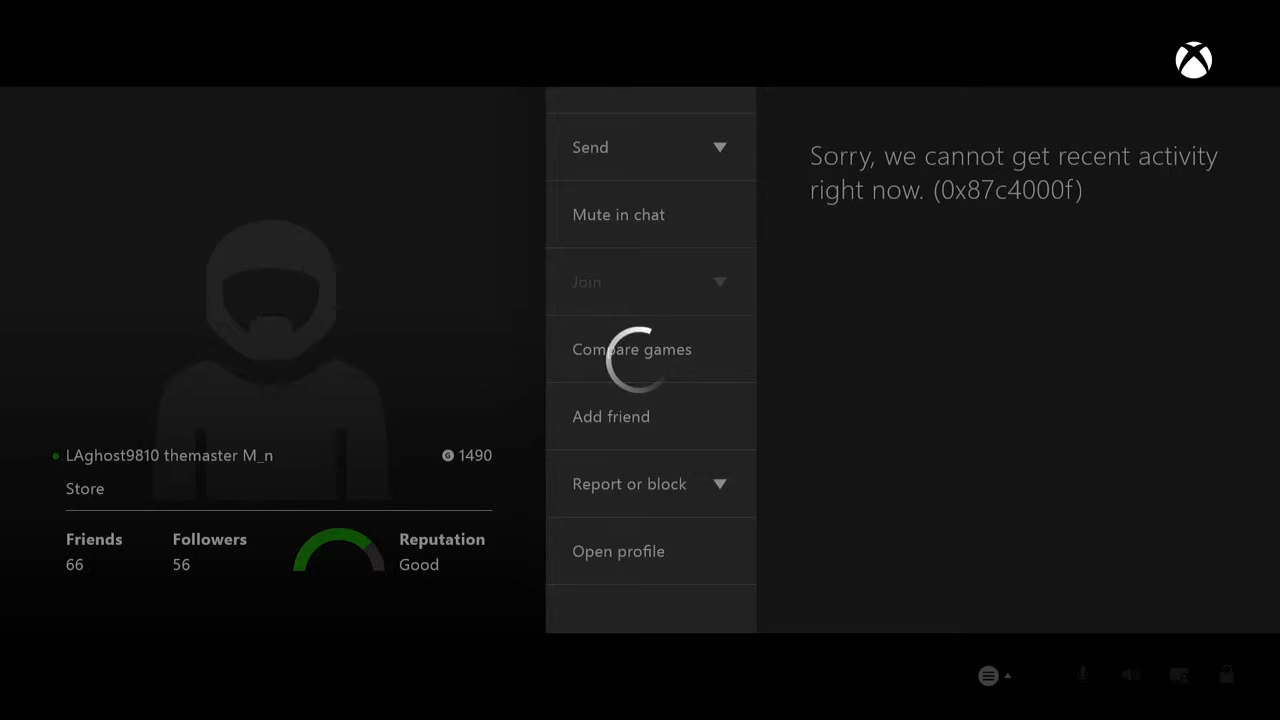 Send
Mute in chat
Join
Compare games
Add friend
Report or block
Open profile
Sorry, we cannot get recent activity
right now. (0x87c4000f)
LAghost9810 themaster M_n
G 1490
Store
Friends
66
Followers
56
Reputation
Good